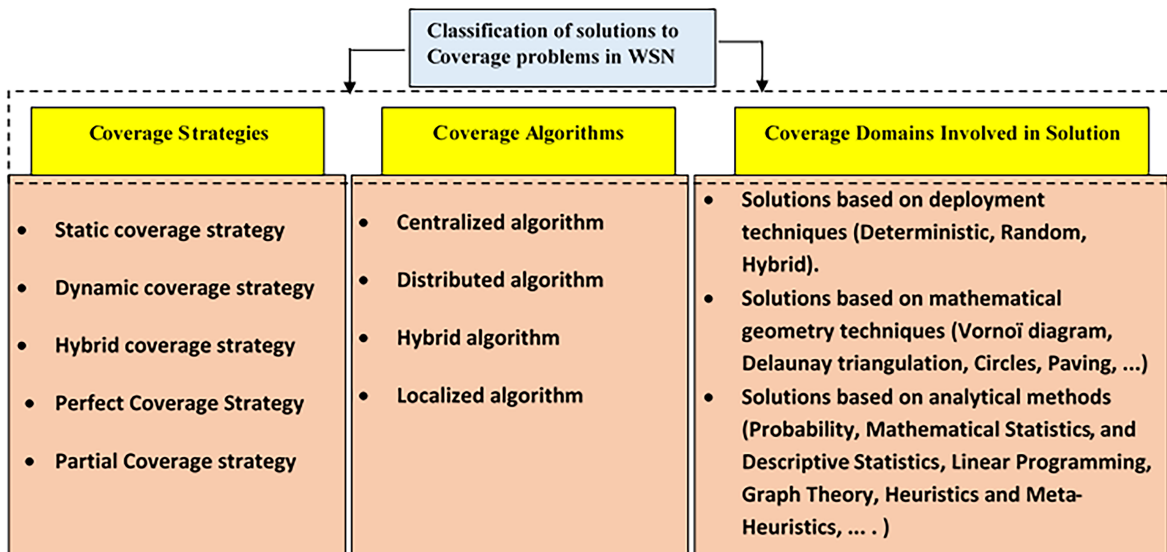 Classification of solutions to
Coverage problems in WSN
Coverage Strategies
Coverage Algorithms
Coverage Domains Involved in Solution
• Static coverage strategy
• Dynamic coverage strategy
• Hybrid coverage strategy
• Perfect Coverage Strategy
• Partial Coverage strategy
• Centralized algorithm
• Distributed algorithm
• Hybrid algorithm
• Localized algorithm
• Solutions based on deployment
techniques (Deterministic, Random,
Hybrid).
• Solutions based on mathematical
geometry techniques (Vornoï diagram,
Delaunay triangulation, Circles, Paving, ...)
• Solutions based on analytical methods
(Probability, Mathematical Statistics, and
Descriptive Statistics, Linear Programming,
Graph Theory, Heuristics and Meta-
Heuristics, ... . )